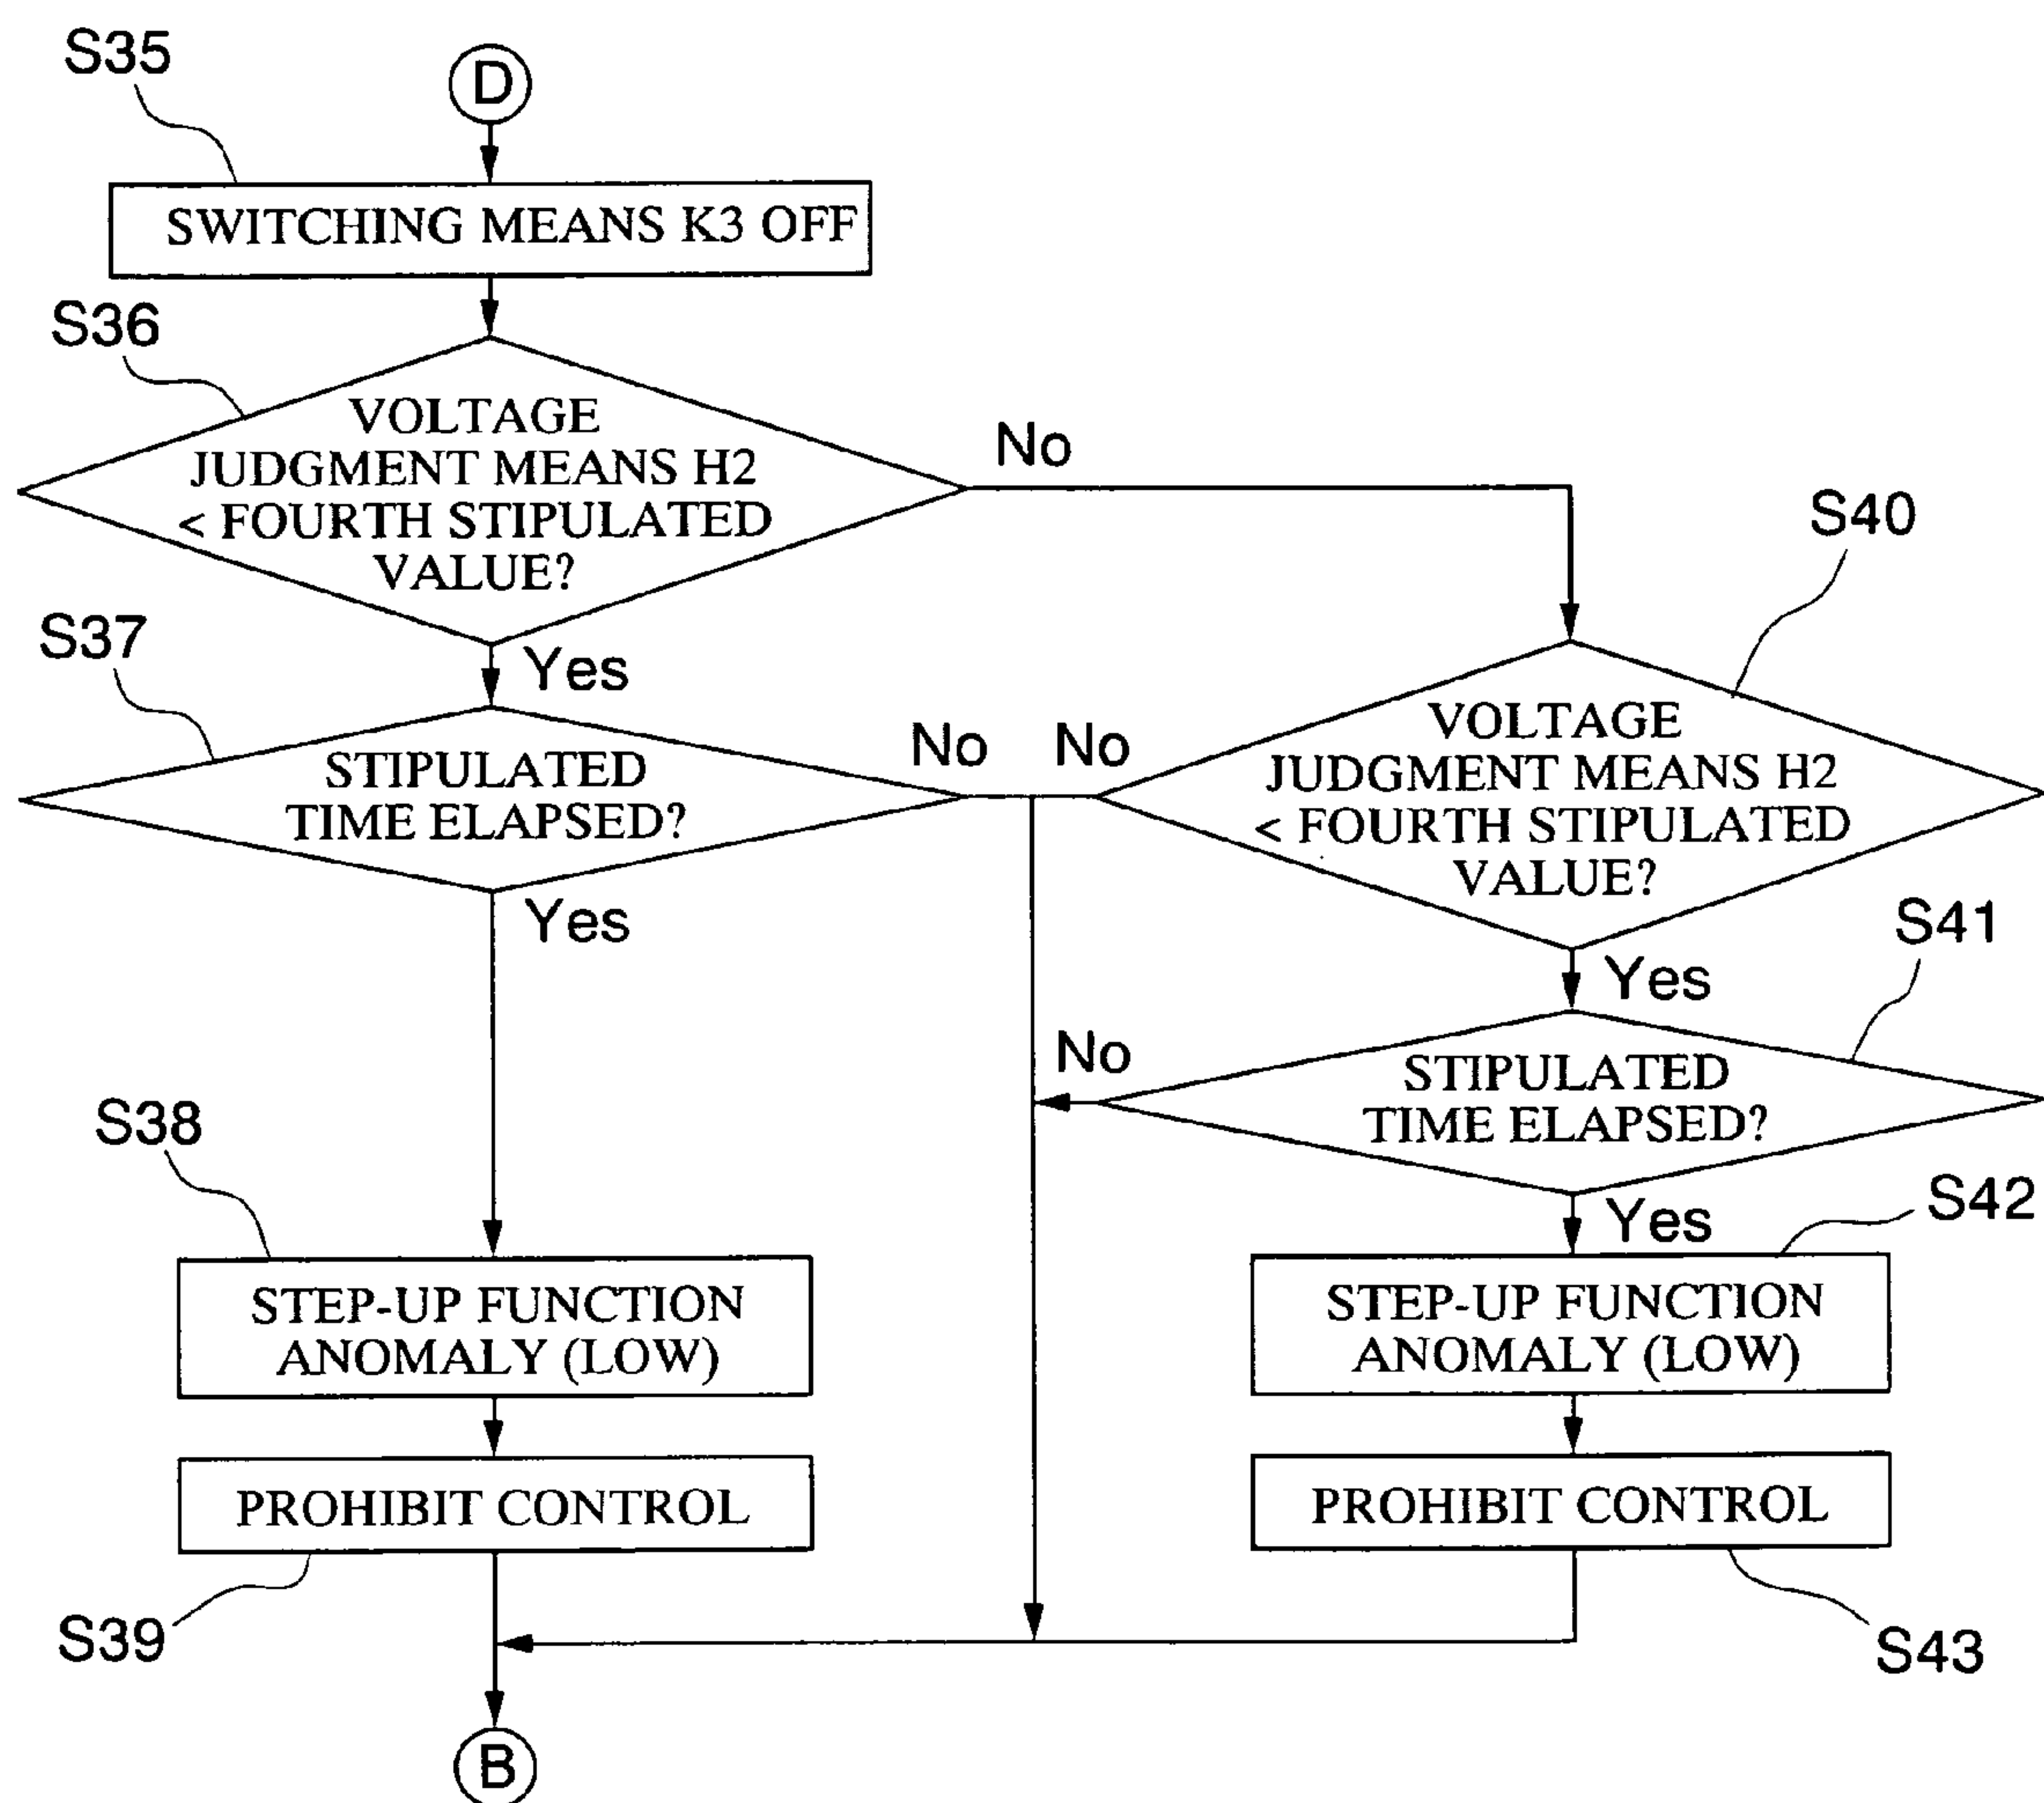 S35
D
SWITCHING MEANS K3 OFF
S36
VOLTAGE
JUDGMENT MEANS H2
< FOURTH STIPULATED
VALUE?
No
Yes
S37
STIPULATED
TIME ELAPSED?
No
Yes
S38
STEP-UP FUNCTION
ANOMALY (LOW)
PROHIBIT CONTROL
S39
S40
VOLTAGE
JUDGMENT MEANS H2
< FOURTH STIPULATED
VALUE?
No
Yes
S41
STIPULATED
TIME ELAPSED?
No
Yes
S42
STEP-UP FUNCTION
ANOMALY (LOW)
PROHIBIT CONTROL
S43
B